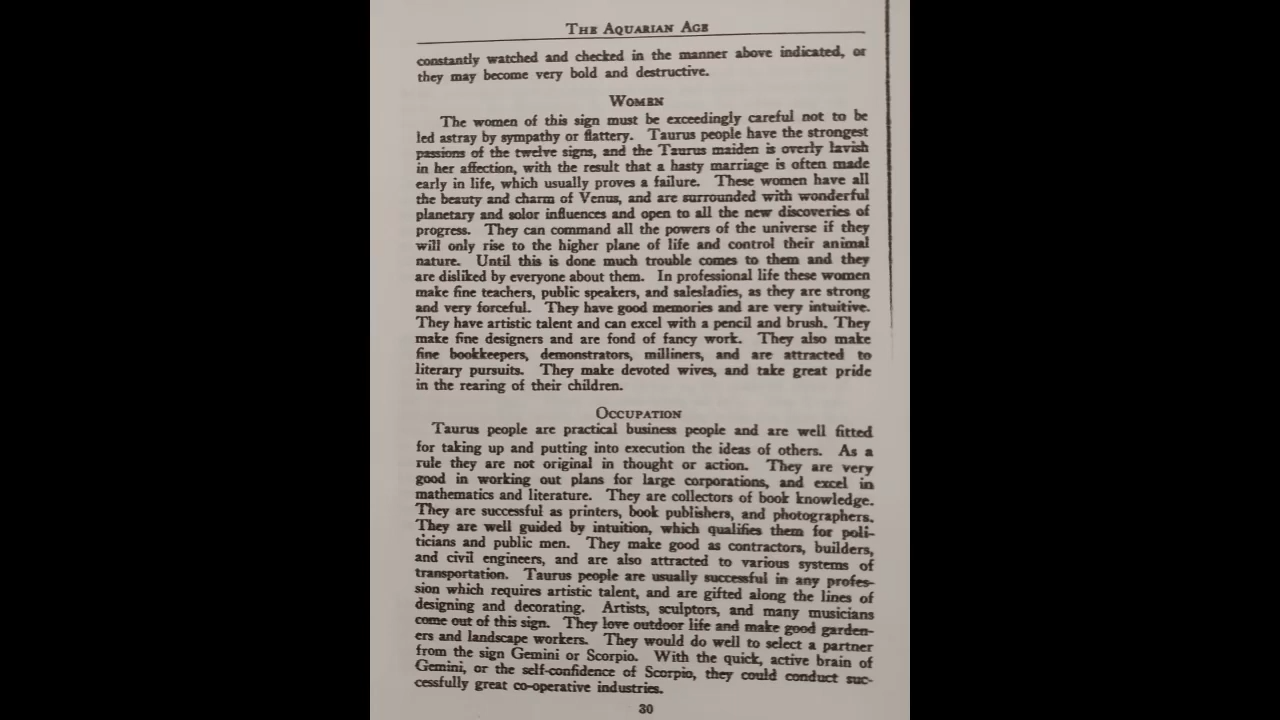 THE AQUARIAN AGE
constantly watched and checked in the manner above indicated, or
they may become very bold and destructive.
WOMEN
The women of this sign must be exceedingly careful not to be
led astray by sympathy or flattery. Taurus people have the strongest
passions of the twelve signs, and the Taurus maiden is overly lavish
in her affection, with the result that a hasty marriage is often made
early in life, which usually proves a failure. These women have all
the beauty and charm of Venus, and are surrounded with wonderful
planetary and solor influences and open to all the new discoveries of
progress. They can command all the powers of the universe if they
will only rise to the higher plane of life and control their animal
nature. Until this is done much trouble comes to them and they
are disliked by everyone about them. In professional life these women
make fine teachers, public speakers, and salesladies, as they are strong
and very forceful. They have good memories and are very intuitive.
They have artistic talent and can excel with a pencil and brush. They
make fine designers and are fond of fancy work. They also make
fine bookkeepers, demonstrators, milliners, and are attracted to
literary pursuits. They make devoted wives, and take great pride
in the rearing of their children.
OCCUPATION
Taurus people are practical business people and are well fitted
for taking up and putting into execution the ideas of others. As a
rule they are not original in thought or action. They are very
good in working out plans for large corporations, and excel in
mathematics and literature. They are collectors of book knowledge.
They are successful as printers, book publishers, and photographers.
They are well guided by intuition, which qualifies them for poli-
ticians and public men. They make good as contractors, builders,
and civil engineers, and are also attracted to various systems of
transportation. Taurus people are usually successful in any profes-
sion which requires artistic talent, and are gifted along the lines of
designing and decorating. Artists, sculptors, and many musicians
come out of this sign. They love outdoor life and make good garden-
ers and landscape workers. They would do well to select a partner
from the sign Gemini or Scorpio. With the quick, active brain of
Gemini, or the self-confidence of Scorpio, they could conduct suc-
cessfully great co-operative industries.
30